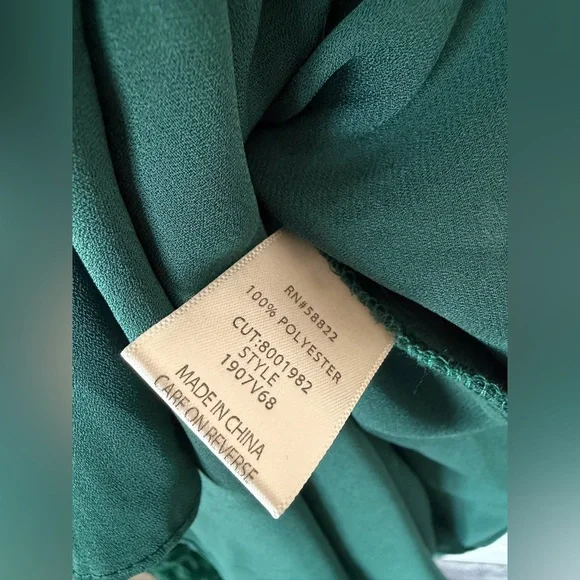 RN#58822
100% POLYESTER
CUT:8001982
STYLE
1907V68
MADE IN CHINA
CARE ON REVERSE